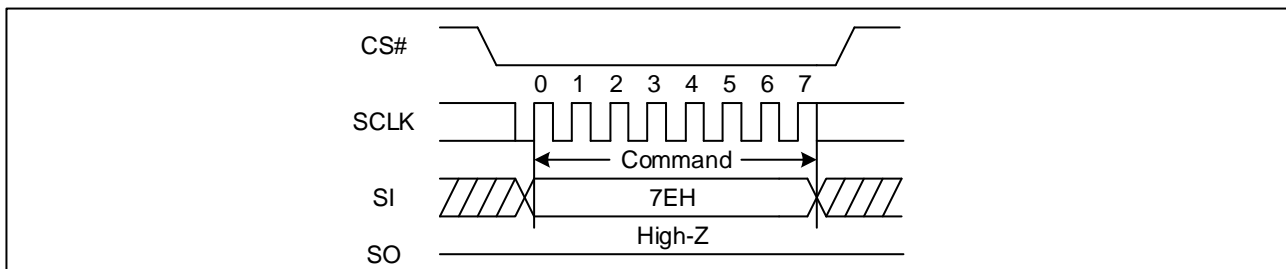 CS#
0 1 2 3 4 5 6 7
SCLK
Command
SI
7EH
High-Z
SO